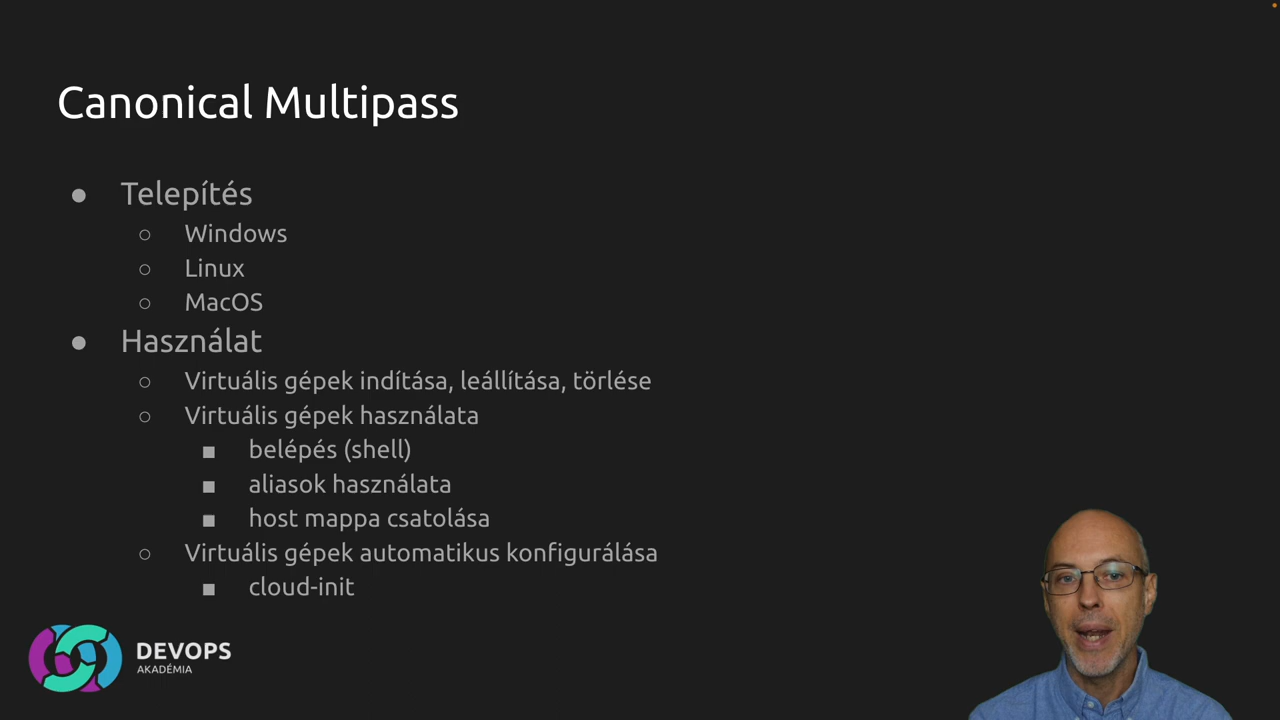 Canonical Multipass
● Telepítés
○ Windows
○ Linux
○ MacOS
● Használat
○ Virtuális gépek indítása, leállítása, törlése
○ Virtuális gépek használata
■ belépés (shell)
■ aliasok használata
■ host mappa csatolása
○ Virtuális gépek automatikus konfigurálása
■ cloud-init
DEVOPS
AKADÉMIA